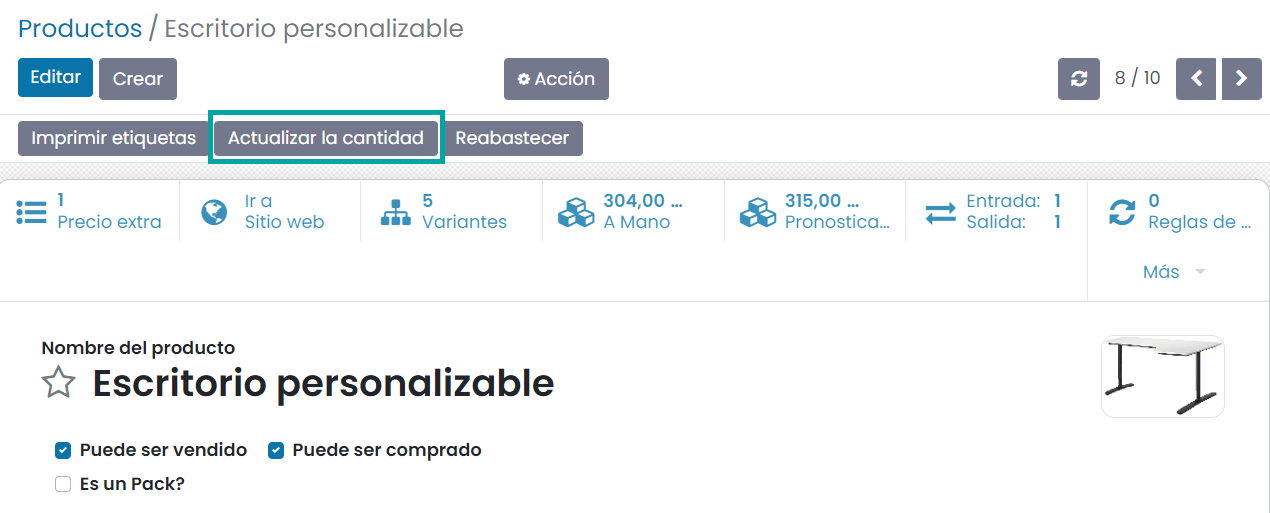 Productos / Escritorio personalizable
Editar Crear Acción 8 / 10
Imprimir etiquetas Actualizar la cantidad Reabastecer
1
Precio extra
Ir a
Sitio web
5
Variantes
304,00 ...
A Mano
315,00 ...
Pronostica...
Entrada: 1
Salida: 1
0
Reglas de ...
Más
Nombre del producto
Escritorio personalizable
Puede ser vendido Puede ser comprado
Es un Pack?